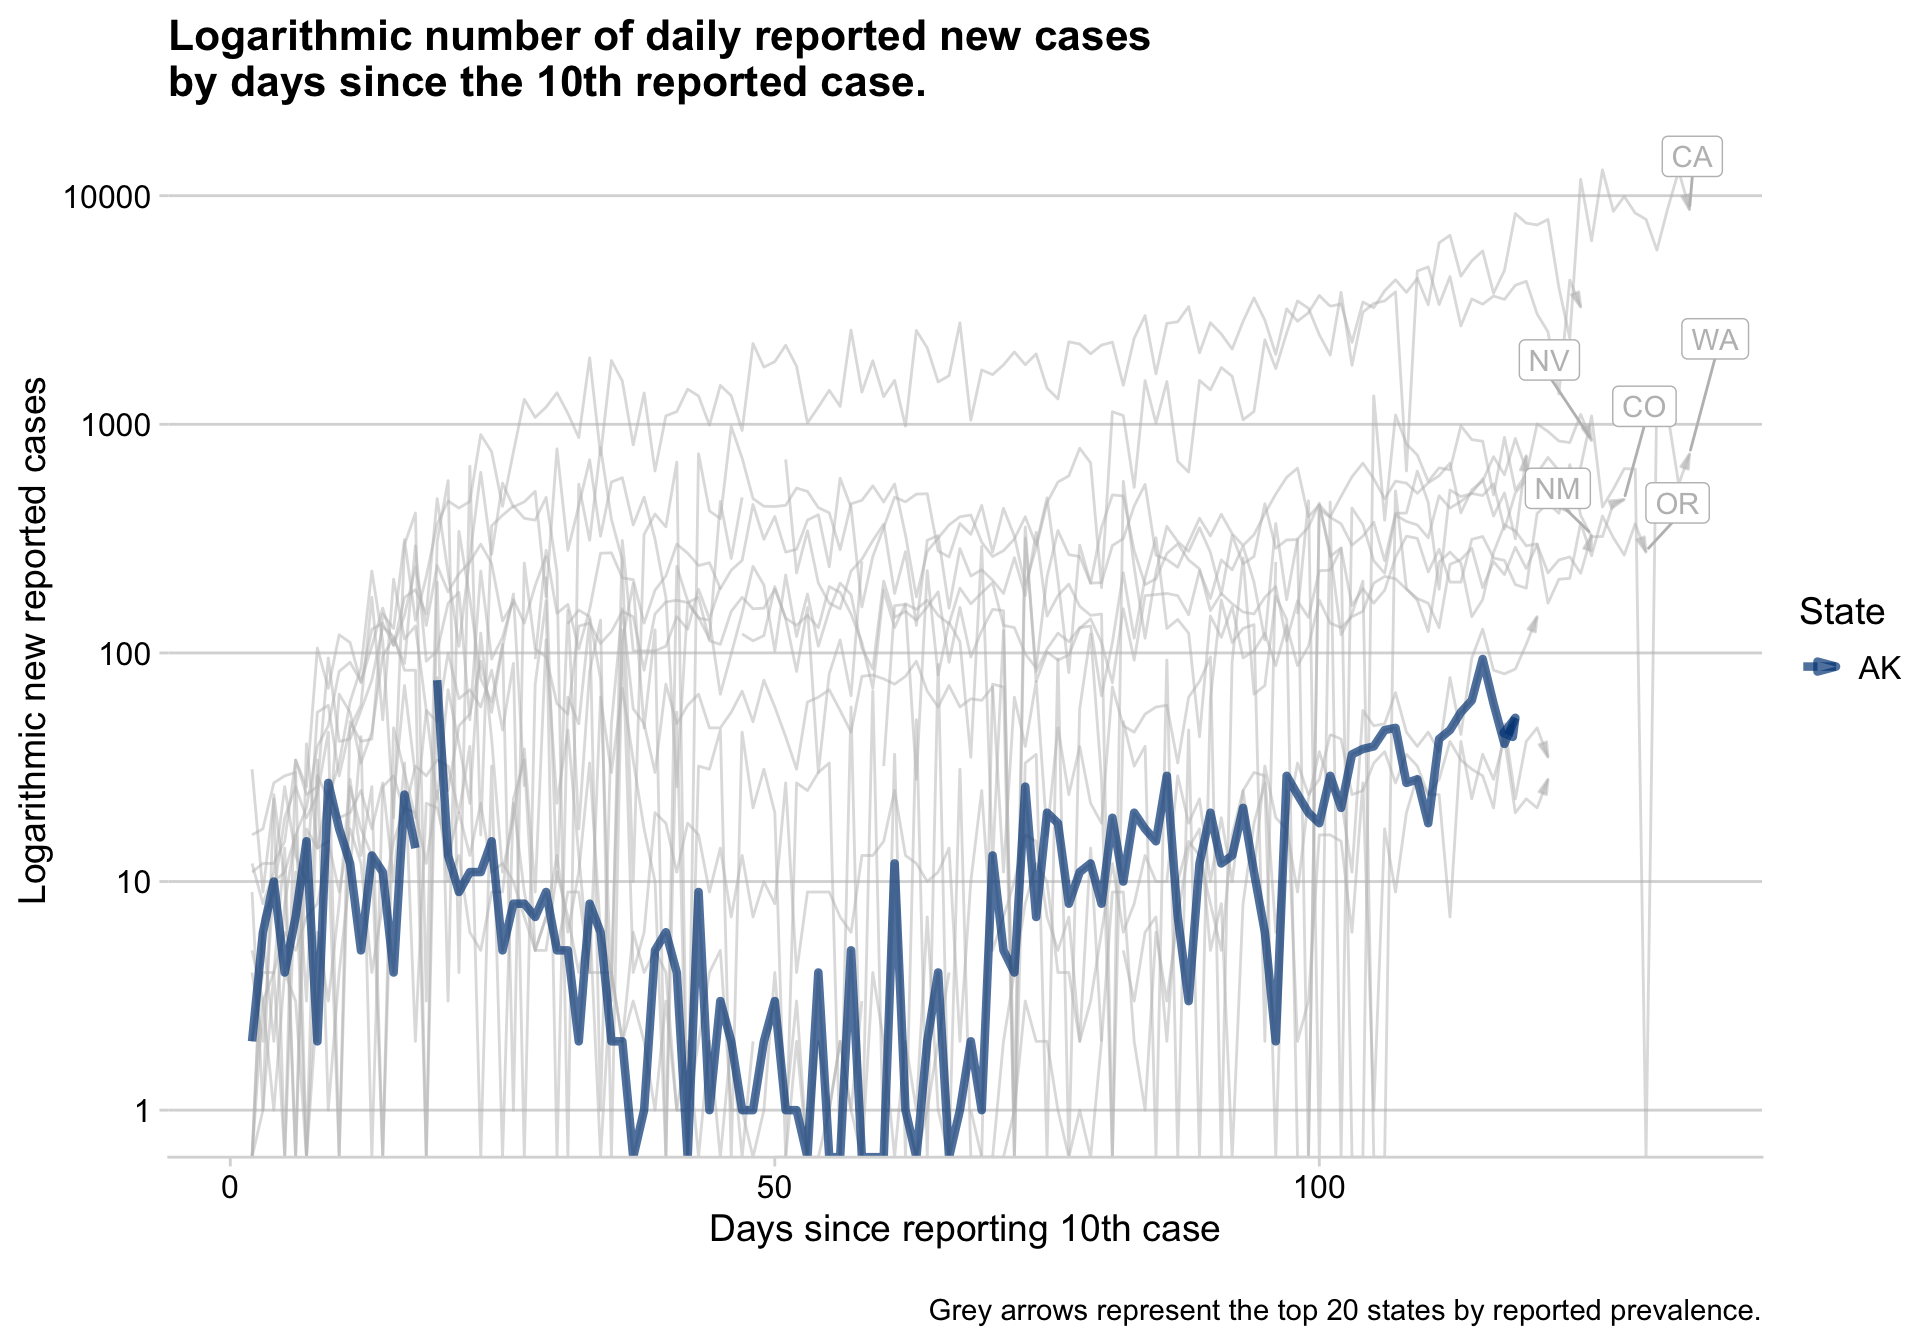 Logarithmic number of daily reported new cases
by days since the 10th reported case.
Logarithmic new reported cases
10000
1000
100
10
1
CA
WA
NV
CO
NM
OR
State
AK
0
50
100
Days since reporting 10th case
Grey arrows represent the top 20 states by reported prevalence.